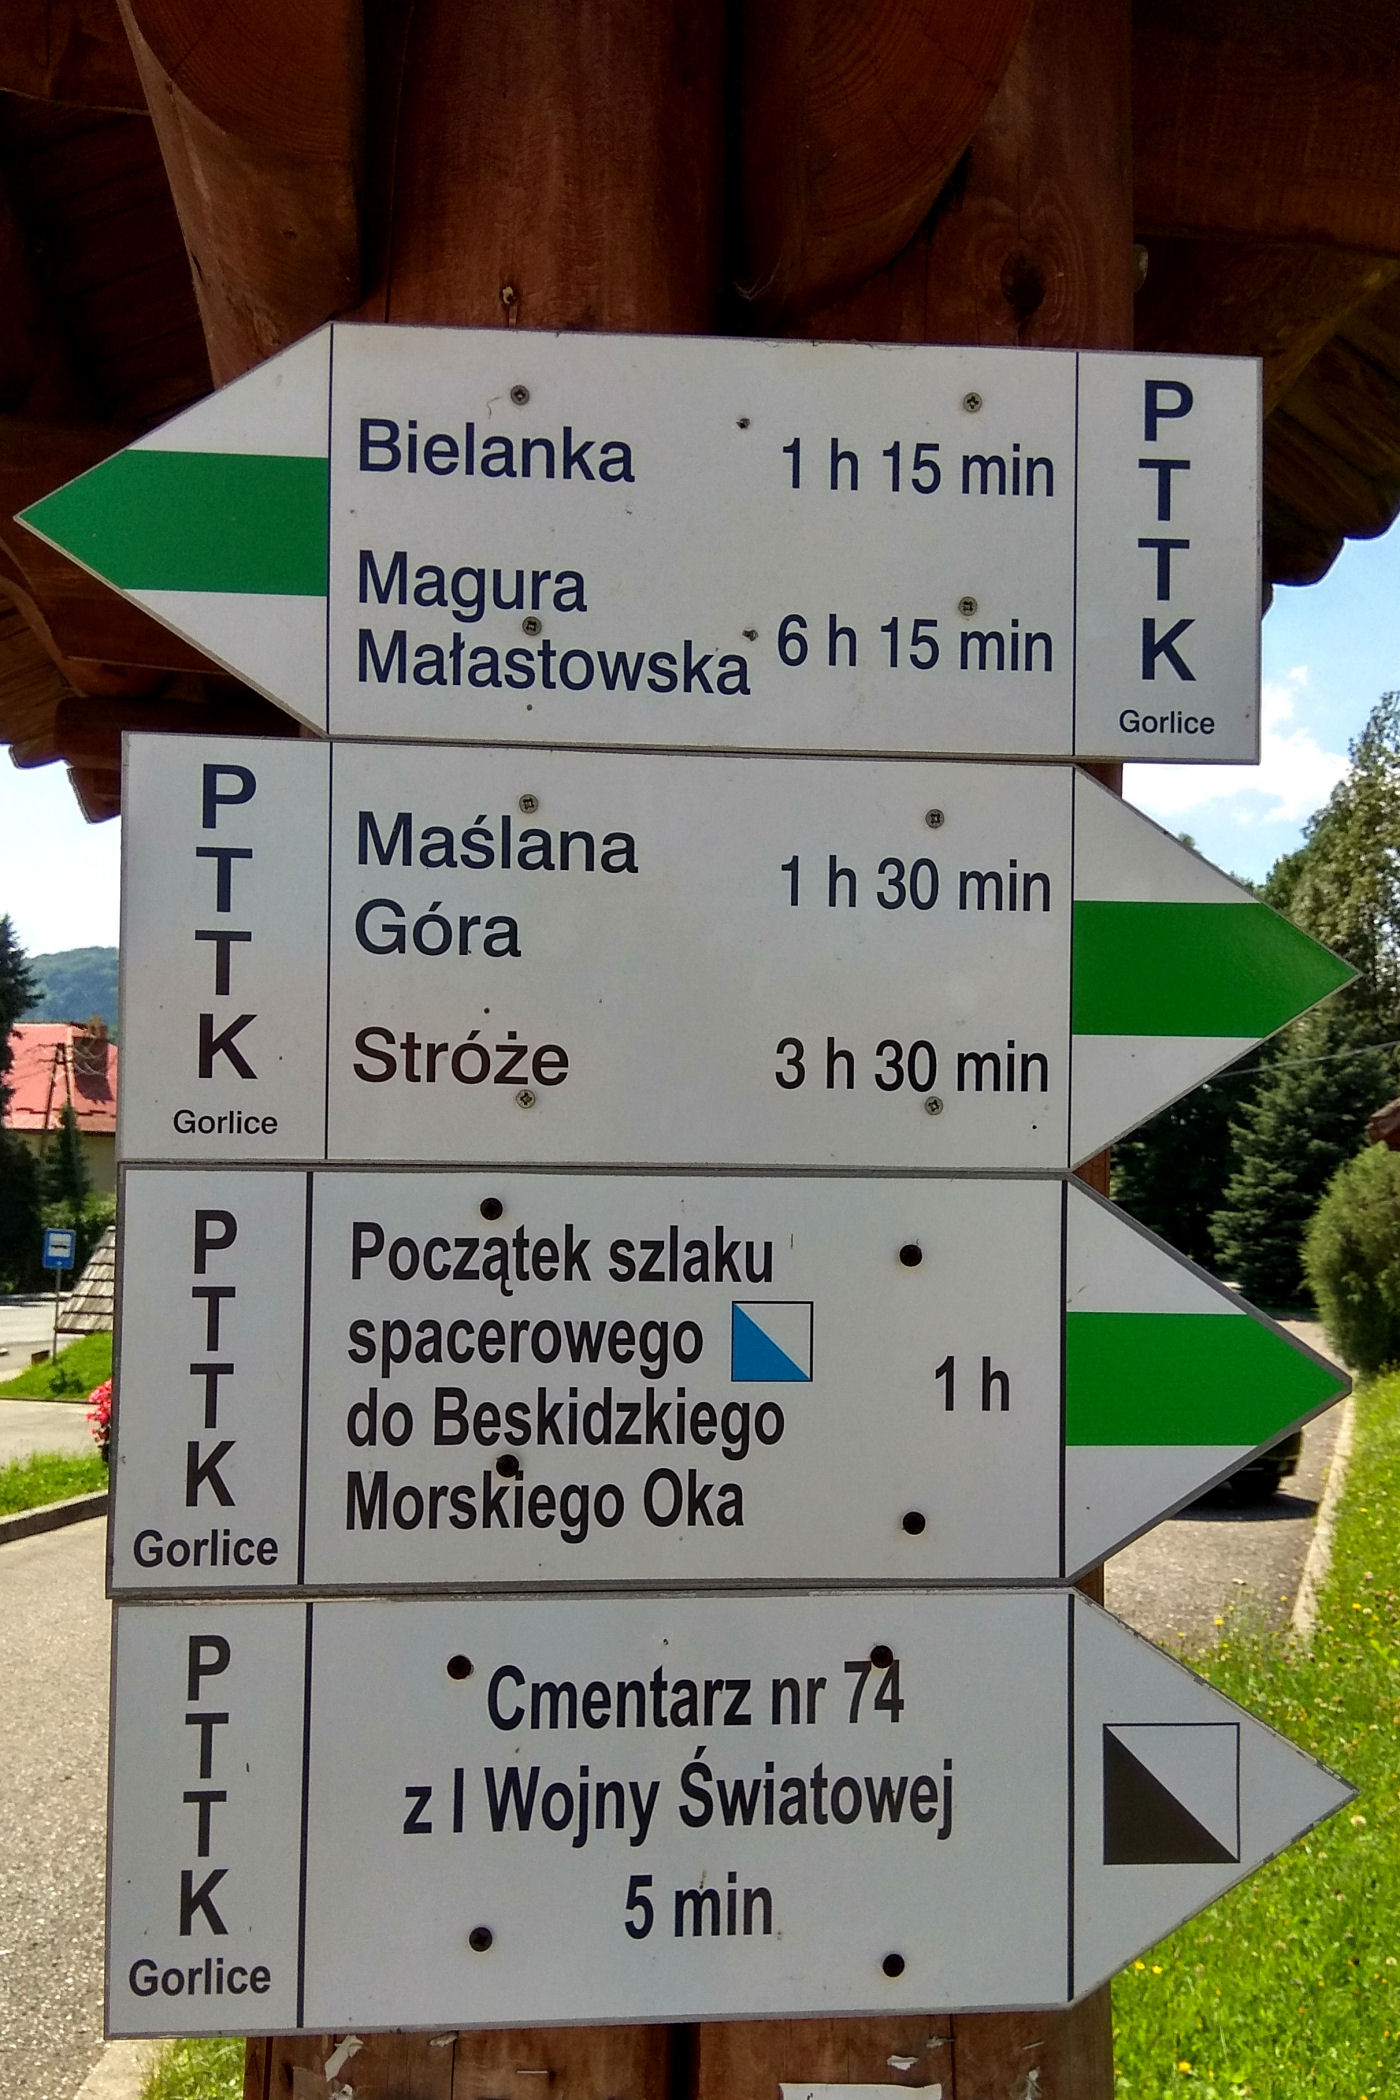 Bielanka 1 h 15 min
Magura
Małastowska 6 h 15 min
P
T
T
K
Gorlice
P
T
T
K
Gorlice
Maślana
Góra 1 h 30 min
Stróże 3 h 30 min
P
T
T
K
Gorlice
Początek szlaku
spacerowego
do Beskidzkiego
Morskiego Oka
1 h
P
T
T
K
Gorlice
Cmentarz nr 74
z I Wojny Światowej
5 min